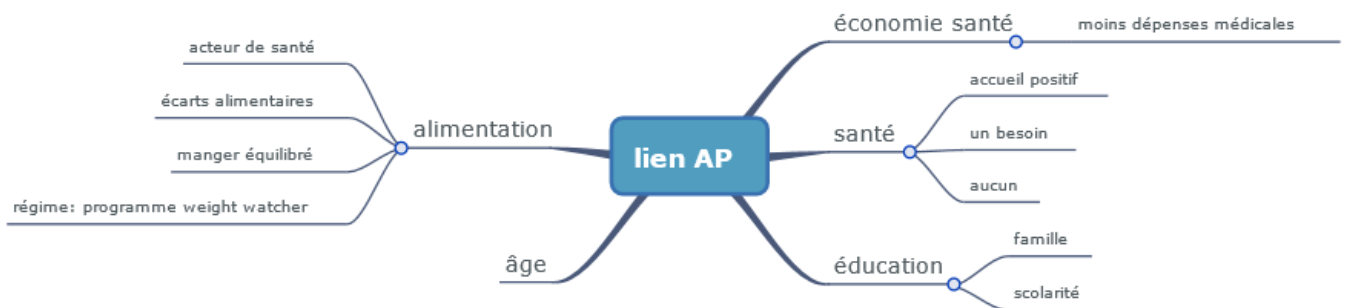 lien AP
économie santé
moins dépenses médicales
santé
accueil positif
un besoin
aucun
éducation
famille
scolarité
alimentation
acteur de santé
écarts alimentaires
manger équilibré
régime: programme weight watcher
âge